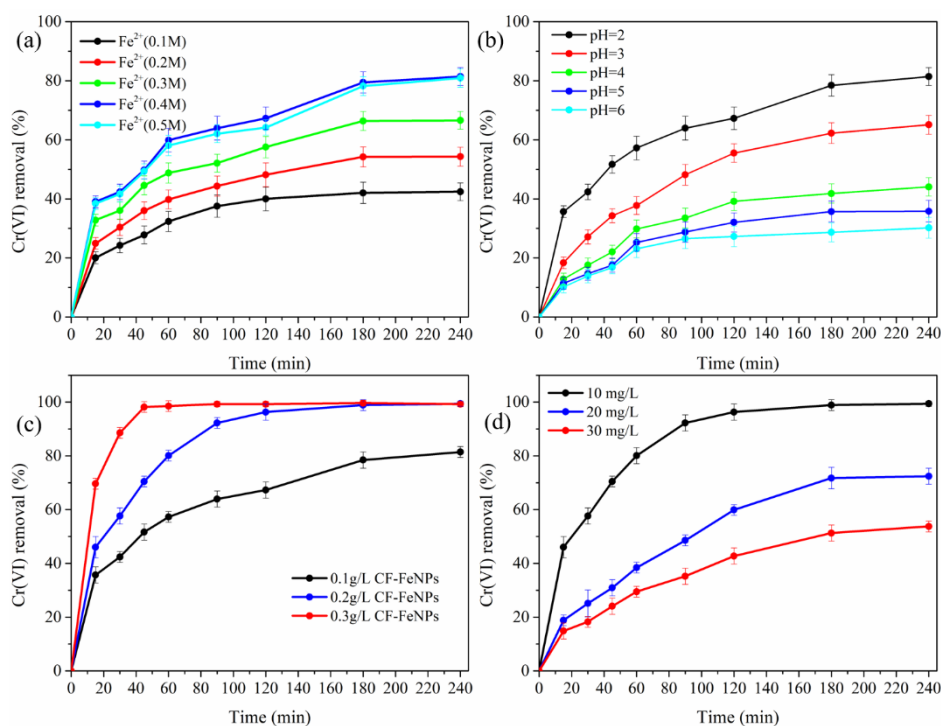 (a)
Fe²⁺(0.1M)
Fe²⁺(0.2M)
Fe²⁺(0.3M)
Fe²⁺(0.4M)
Fe²⁺(0.5M)
Cr(VI) removal (%)
100
80
60
40
20
0
0 20 40 60 80 100 120 140 160 180 200 220 240
Time (min)
(b)
pH=2
pH=3
pH=4
pH=5
pH=6
Cr(VI) removal (%)
100
80
60
40
20
0
0 20 40 60 80 100 120 140 160 180 200 220 240
Time (min)
(c)
0.1g/L CF-FeNPs
0.2g/L CF-FeNPs
0.3g/L CF-FeNPs
Cr(VI) removal (%)
100
80
60
40
20
0
0 20 40 60 80 100 120 140 160 180 200 220 240
Time (min)
(d)
10 mg/L
20 mg/L
30 mg/L
Cr(VI) removal (%)
100
80
60
40
20
0
0 20 40 60 80 100 120 140 160 180 200 220 240
Time (min)